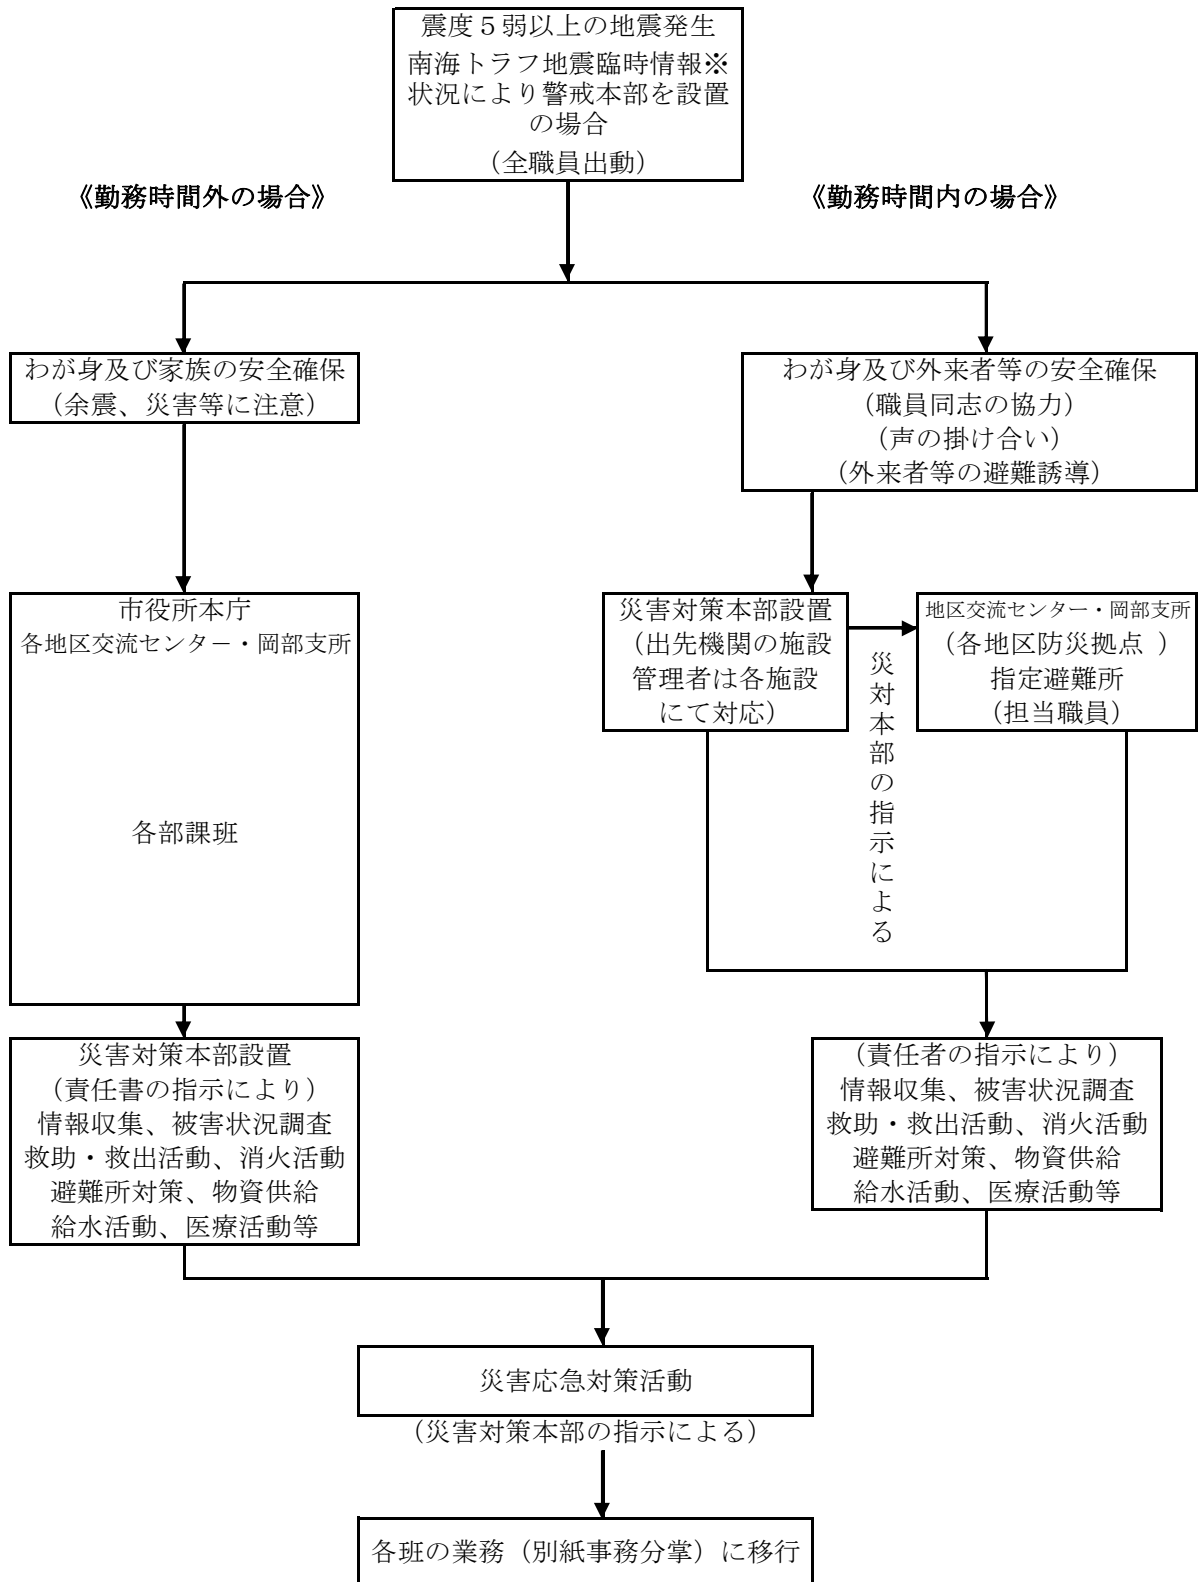 震度５弱以上の地震発生
南海トラフ地震臨時情報※
状況により警戒本部を設置
の場合
（全職員出動）
《勤務時間外の場合》
《勤務時間内の場合》
わが身及び家族の安全確保
（余震、災害等に注意）
わが身及び外来者等の安全確保
（職員同志の協力）
（声の掛け合い）
（外来者等の避難誘導）
市役所本庁
各地区交流センタ－・岡部支所
各部課班
災害対策本部設置
（出先機関の施設
管理者は各施設
にて対応）
災対本部の指示による
地区交流センター・岡部支所
（各地区防災拠点 ）
指定避難所
（担当職員）
災害対策本部設置
（責任書の指示により）
情報収集、被害状況調査
救助・救出活動、消火活動
避難所対策、物資供給
給水活動、医療活動等
（責任者の指示により）
情報収集、被害状況調査
救助・救出活動、消火活動
避難所対策、物資供給
給水活動、医療活動等
災害応急対策活動
（災害対策本部の指示による）
各班の業務（別紙事務分掌）に移行